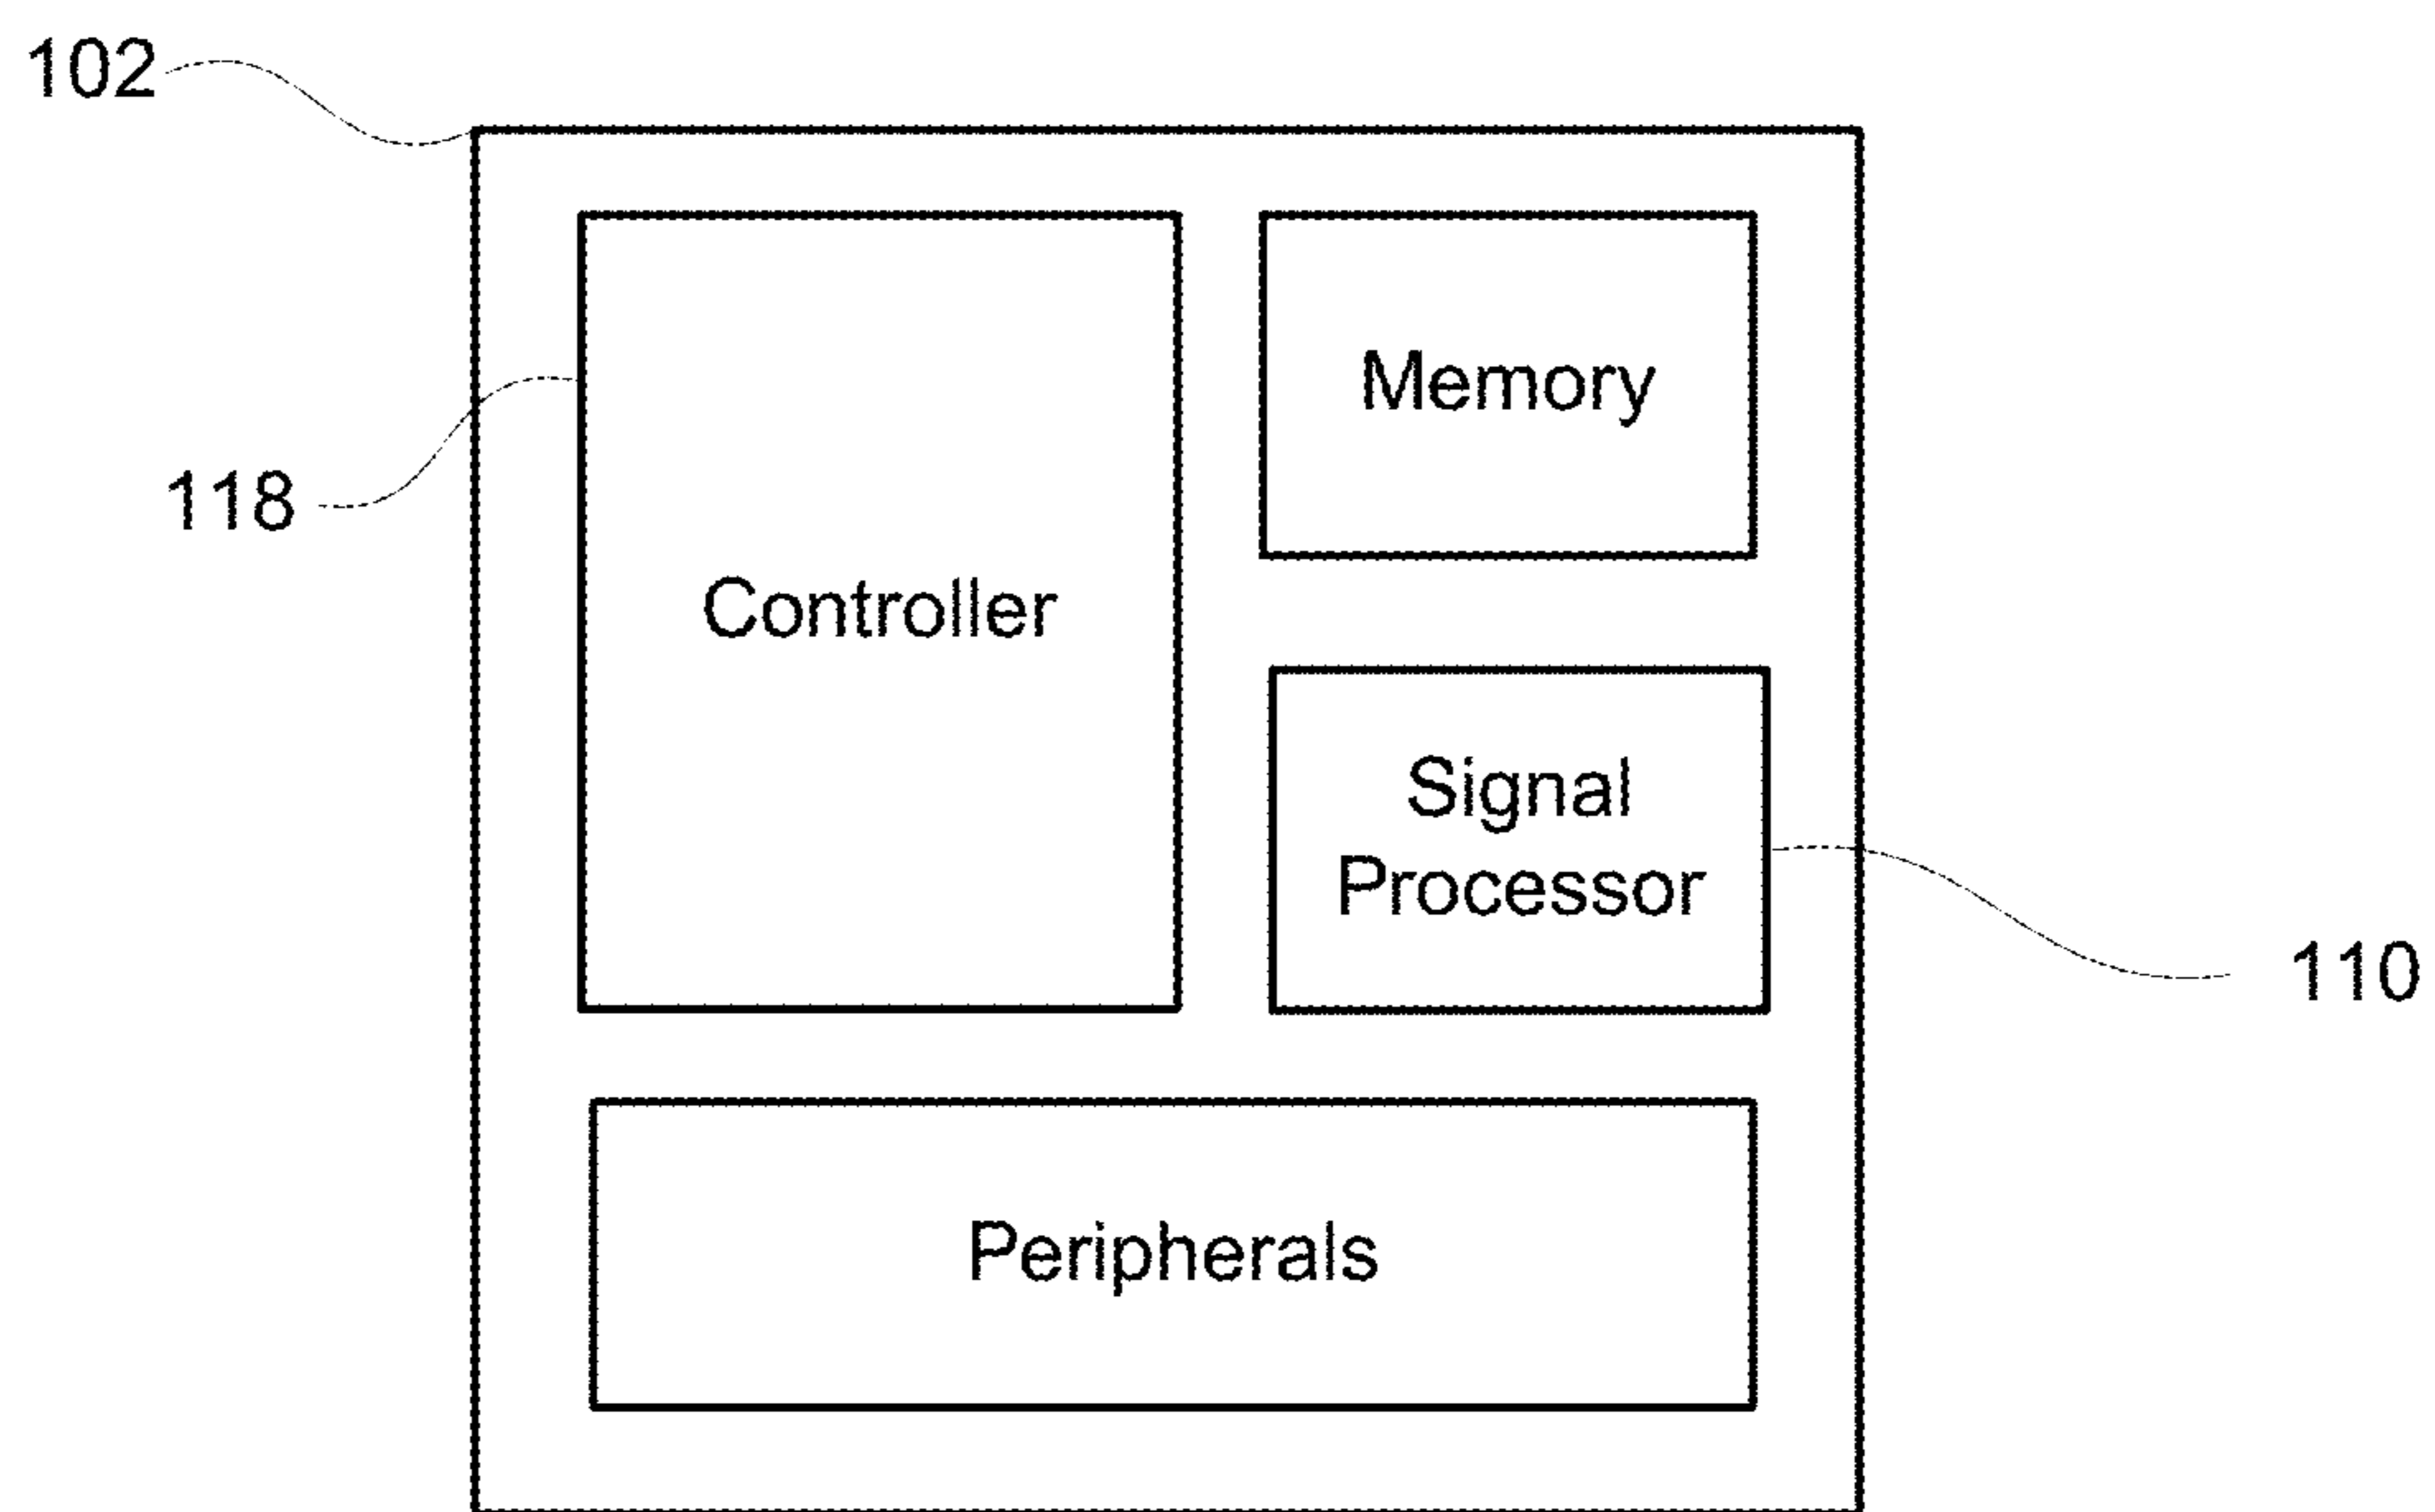 102
Memory
118
Controller
Signal
Processor
110
Peripherals